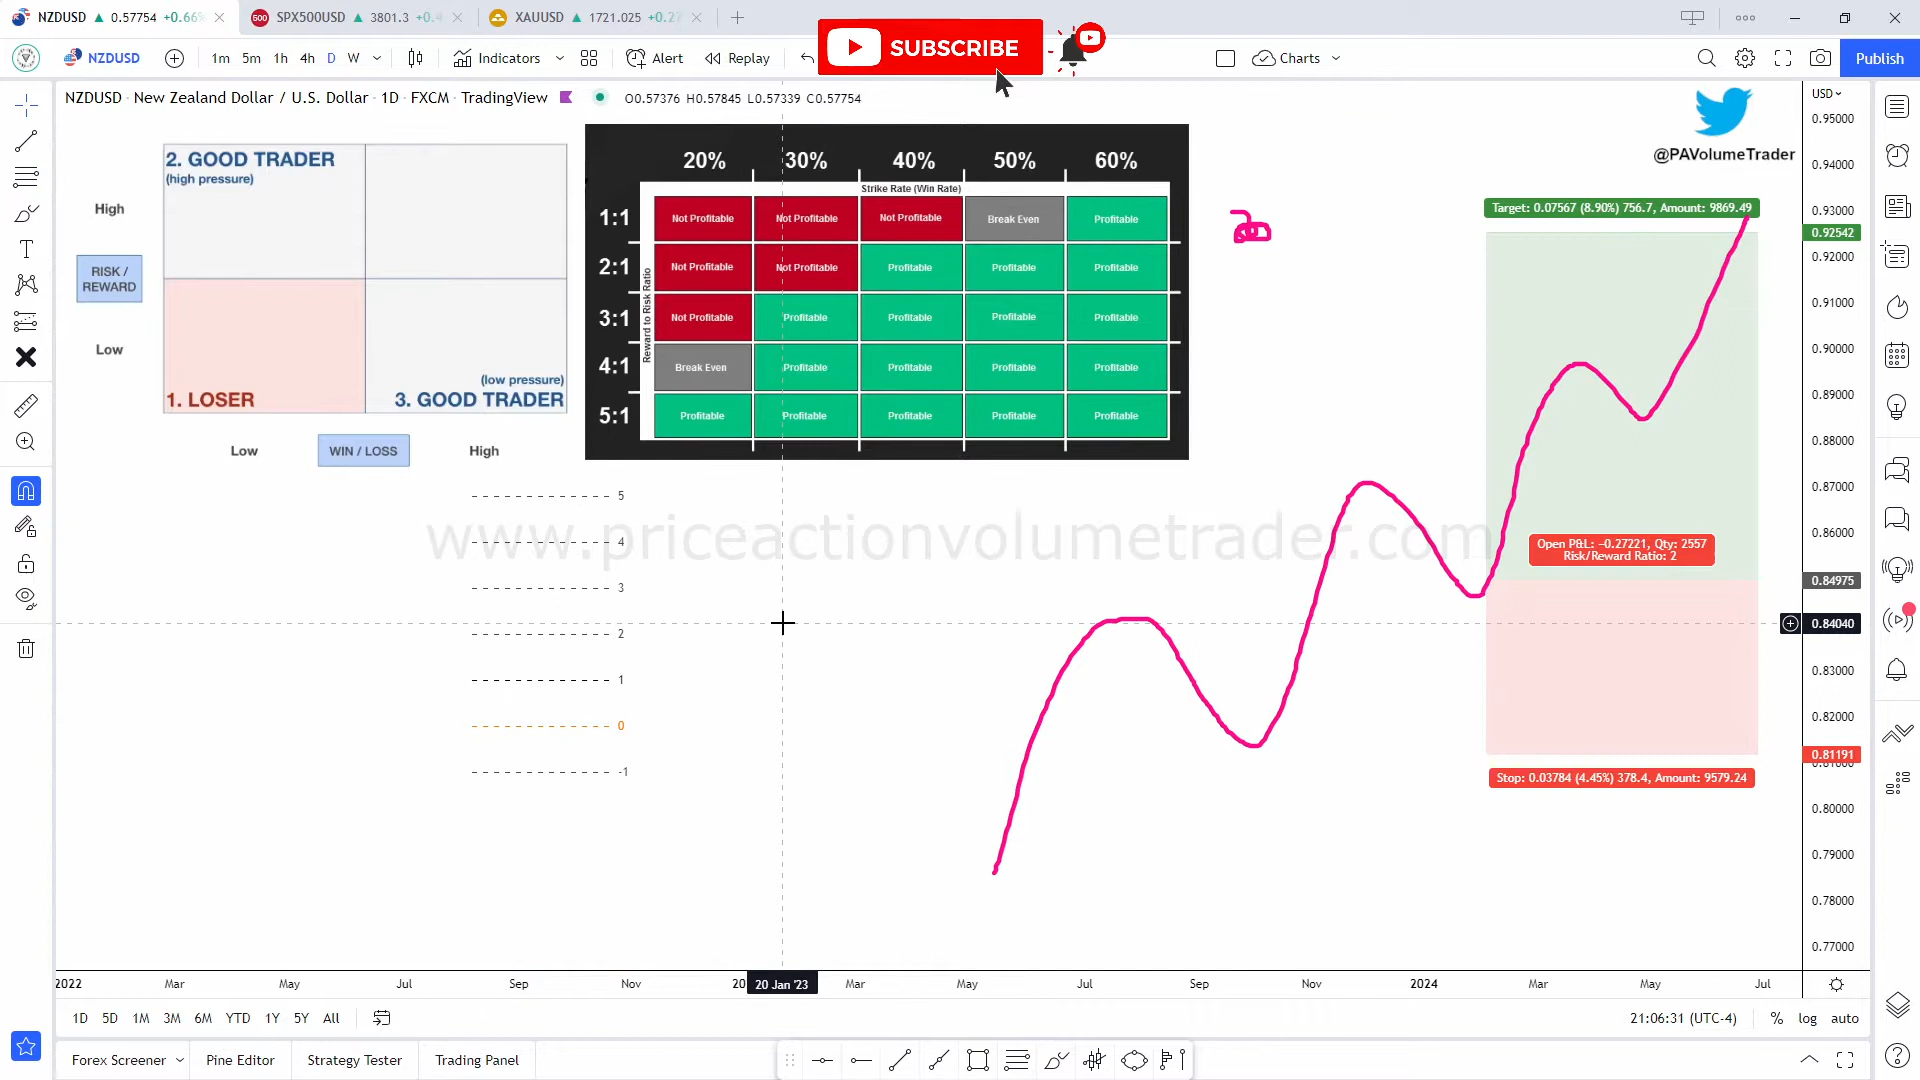 NZDUSD ▲ 0.57754 +0.66%
500 SPX500USD ▲ 3801.3 +0.4
XAUUSD ▲ 1721.025 +0.2
NZDUSD
1m 5m 1h 4h D W
Indicators
Alert
Replay
SUBSCRIBE
Charts
Publish
NZDUSD · New Zealand Dollar / U.S. Dollar · 1D · FXCM · TradingView
O0.57376 H0.57845 L0.57339 C0.57754
USD
@PAVolumeTrader
2. GOOD TRADER
(high pressure)
High
RISK /
REWARD
Low
1. LOSER
(low pressure)
3. GOOD TRADER
Low
WIN / LOSS
High
20% 30% 40% 50% 60%
Strike Rate (Win Rate)
Reward to Risk Ratio
1:1 Not Profitable Not Profitable Not Profitable Break Even Profitable
2:1 Not Profitable Not Profitable Profitable Profitable Profitable
3:1 Not Profitable Profitable Profitable Profitable Profitable
4:1 Break Even Profitable Profitable Profitable Profitable
5:1 Profitable Profitable Profitable Profitable Profitable
5
4
3
2
1
0
-1
www.priceactionvolumetrader.com
Target: 0.07567 (8.90%) 756.7, Amount: 9869.49
Open P&L: −0.27221, Qty: 2557
Risk/Reward Ratio: 2
Stop: 0.03784 (4.45%) 378.4, Amount: 9579.24
0.95000
0.94000
0.93000
0.92542
0.92000
0.91000
0.90000
0.89000
0.88000
0.87000
0.86000
0.84975
0.84040
0.83000
0.82000
0.81191
0.80000
0.79000
0.78000
0.77000
2022 Mar May Jul Sep Nov 20 20 Jan '23 Mar May Jul Sep Nov 2024 Mar May Jul
1D 5D 1M 3M 6M YTD 1Y 5Y All
21:06:31 (UTC-4) % log auto
Forex Screener Pine Editor Strategy Tester Trading Panel